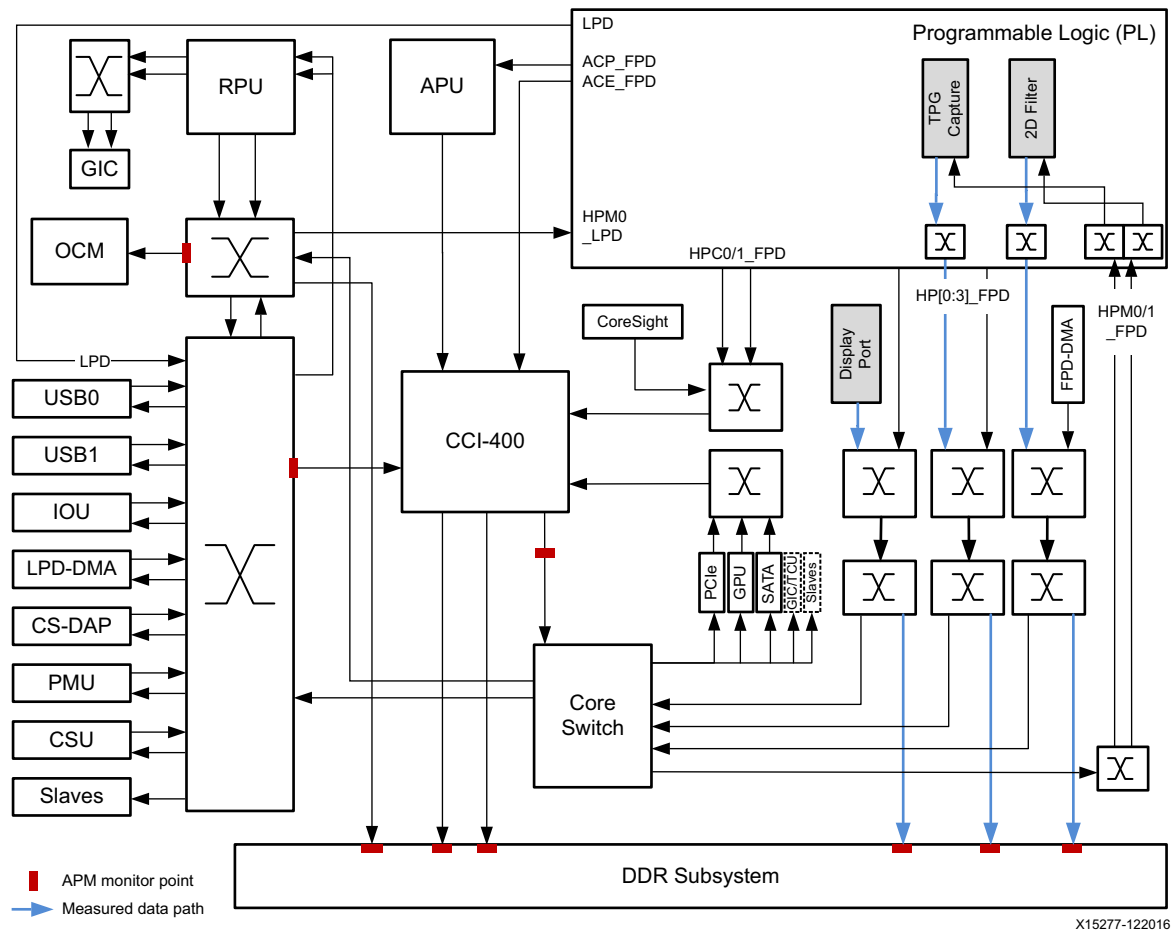 LPD
Programmable Logic (PL)
ACP_FPD
ACE_FPD
RPU
APU
TPG
Capture
2D Filter
GIC
OCM
HPM0
_LPD
HPC0/1_FPD
HP[0:3]_FPD
HPM0/1
_FPD
CoreSight
Display
Port
FPD-DMA
LPD
USB0
USB1
IOU
LPD-DMA
CS-DAP
PMU
CSU
Slaves
CCI-400
PCIe
GPU
SATA
GIC/TCU
Slaves
Core
Switch
DDR Subsystem
APM monitor point
Measured data path
X15277-122016